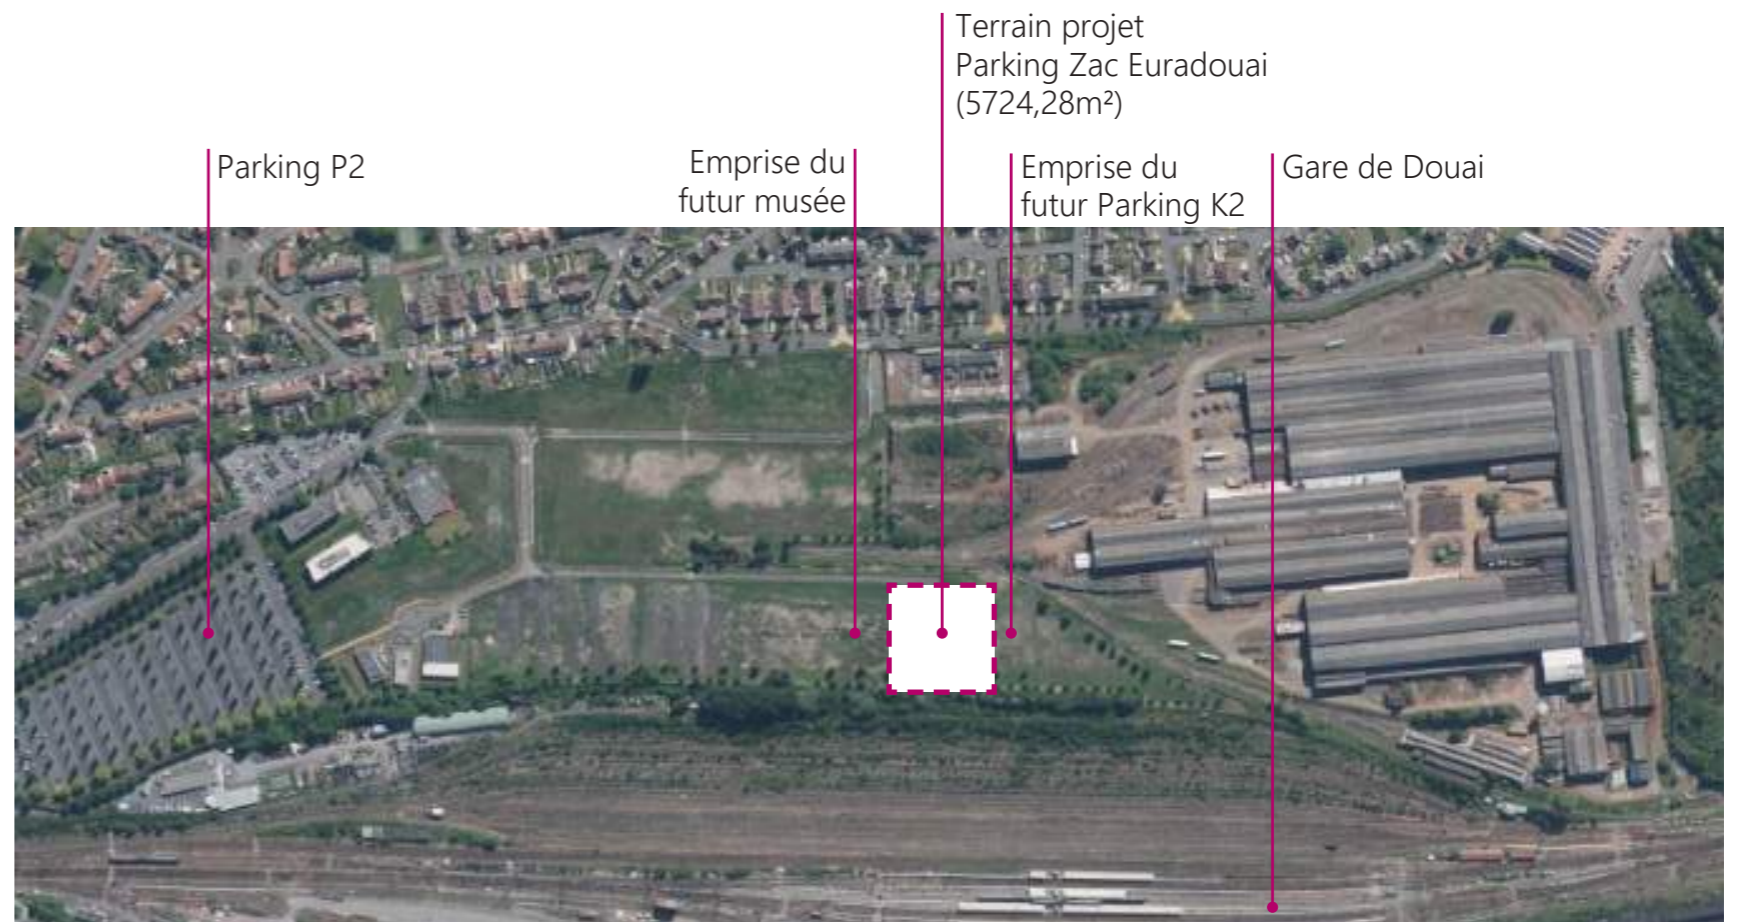 Terrain projet
Parking Zac Euradouai
(5724,28m²)
Parking P2
Emprise du
futur musée
Emprise du
futur Parking K2
Gare de Douai